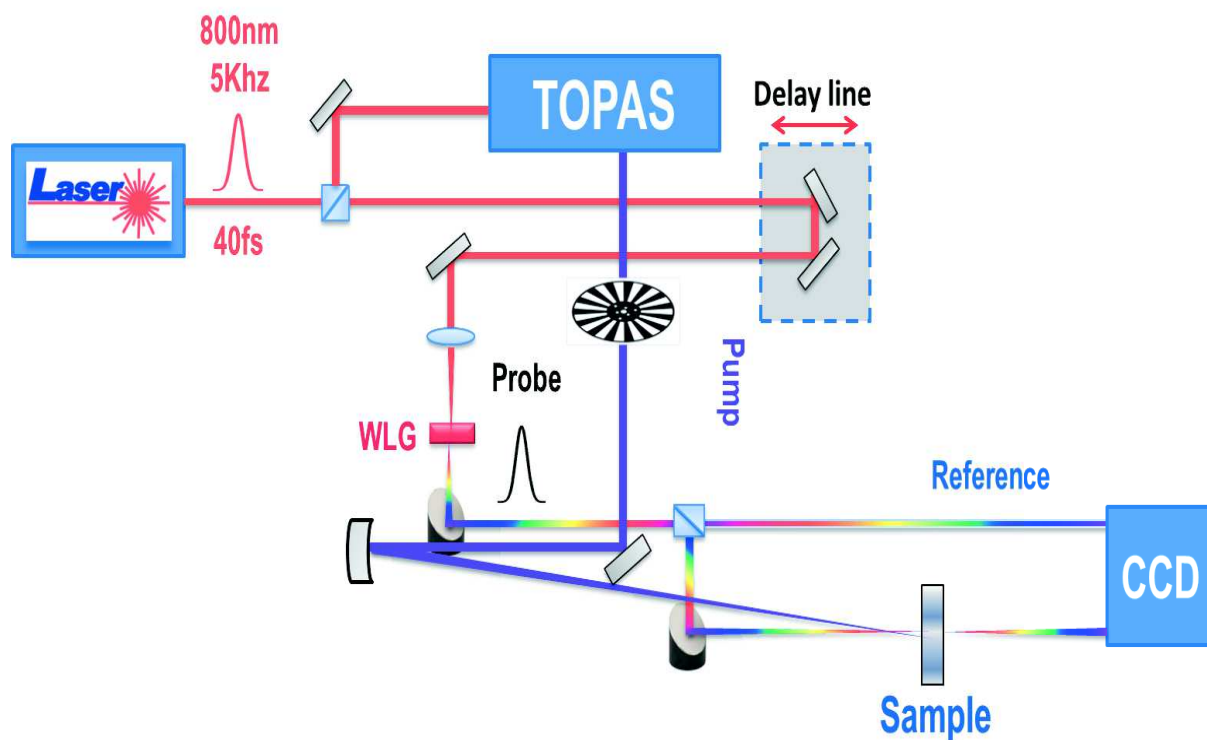 800nm
5Khz
TOPAS
Delay line
Laser
40fs
Pump
Probe
WLG
Reference
CCD
Sample